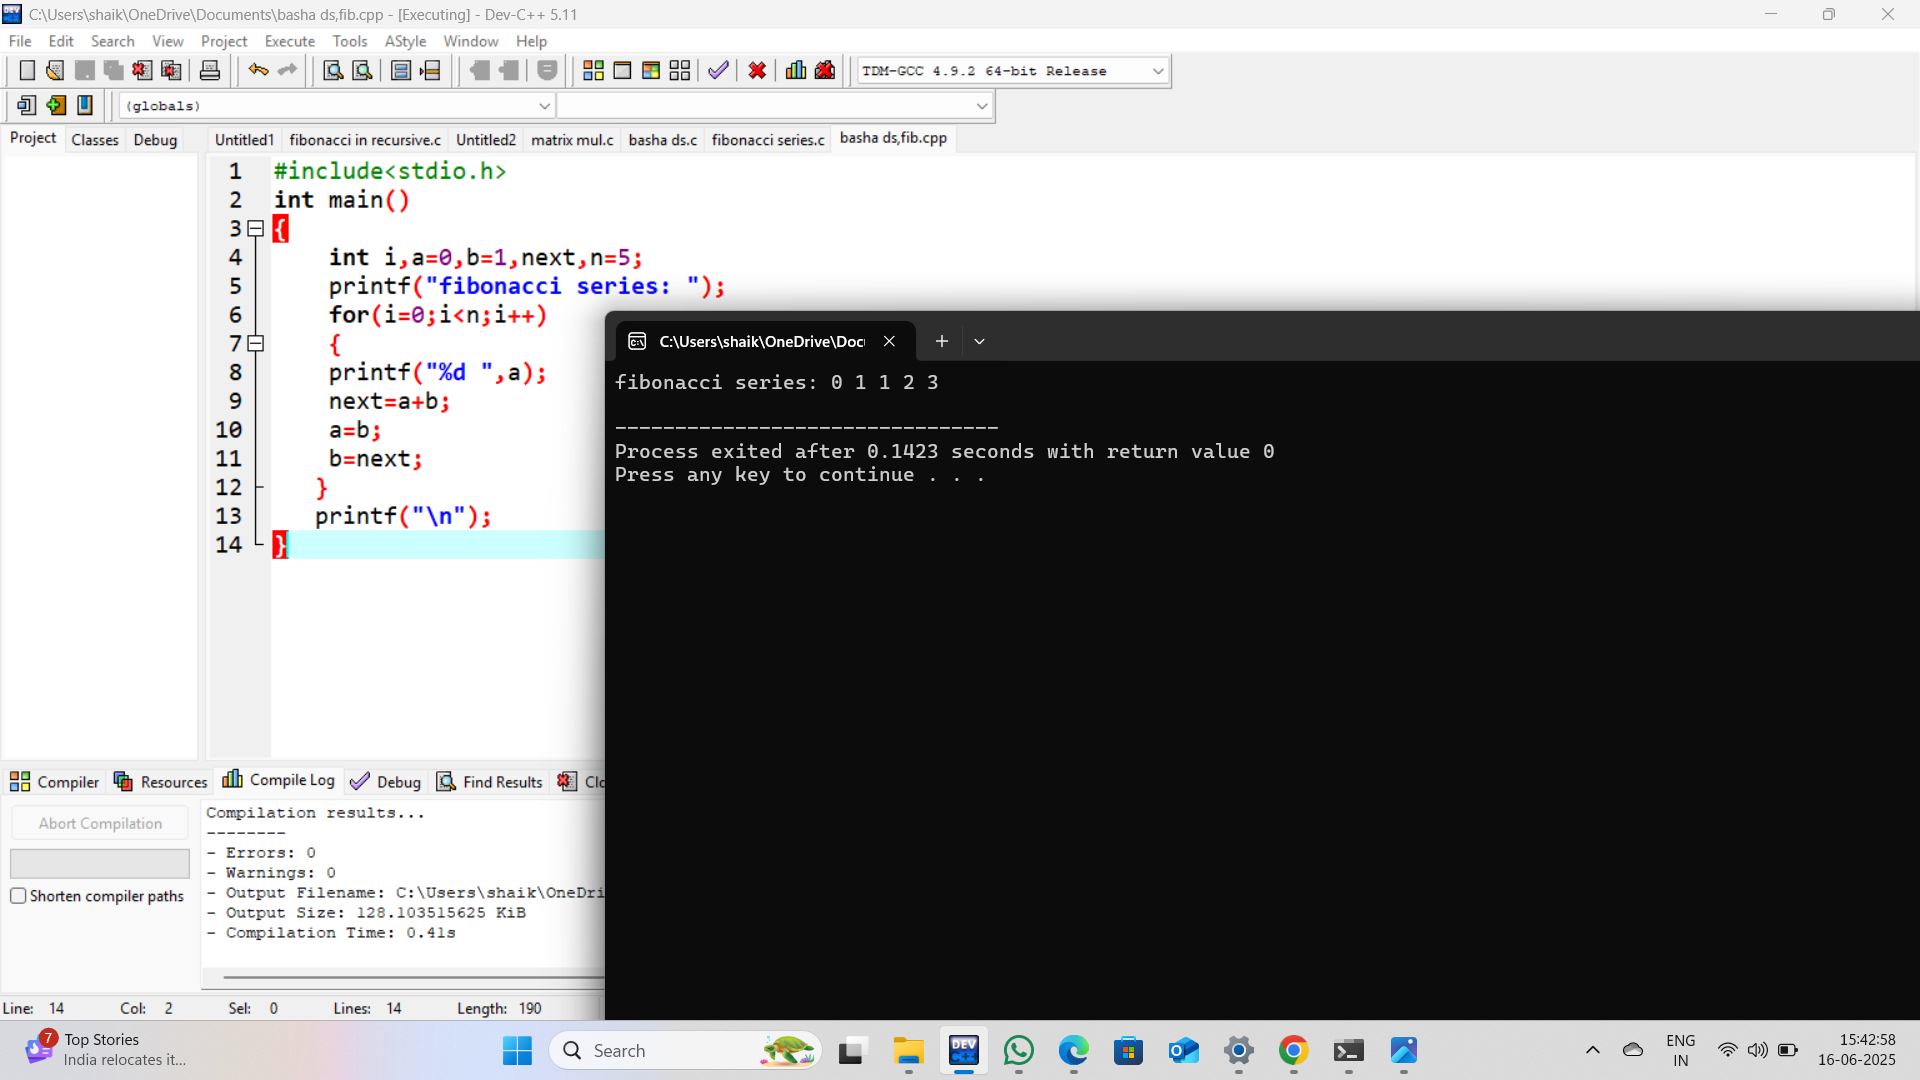 C:\Users\shaik\OneDrive\Documents\basha ds,fib.cpp - [Executing] - Dev-C++ 5.11
File Edit Search View Project Execute Tools AStyle Window Help
TDM-GCC 4.9.2 64-bit Release
(globals)
Project Classes Debug
Untitled1 fibonacci in recursive.c Untitled2 matrix mul.c basha ds.c fibonacci series.c basha ds,fib.cpp
1 #include<stdio.h>
2 int main()
3 {
4 int i,a=0,b=1,next,n=5;
5 printf("fibonacci series: ");
6 for(i=0;i<n;i++)
7 {
8 printf("%d ",a);
9 next=a+b;
10 a=b;
11 b=next;
12 }
13 printf("\n");
14 }
C:\Users\shaik\OneDrive\Doc
fibonacci series: 0 1 1 2 3
--------------------------------
Process exited after 0.1423 seconds with return value 0
Press any key to continue . . .
Compiler Resources Compile Log Debug Find Results Clo
Abort Compilation
Shorten compiler paths
Compilation results...
--------
- Errors: 0
- Warnings: 0
- Output Filename: C:\Users\shaik\OneDri
- Output Size: 128.103515625 KiB
- Compilation Time: 0.41s
Line: 14 Col: 2 Sel: 0 Lines: 14 Length: 190
7
Top Stories
India relocates it...
Search
DEV
ENG
IN
15:42:58
16-06-2025